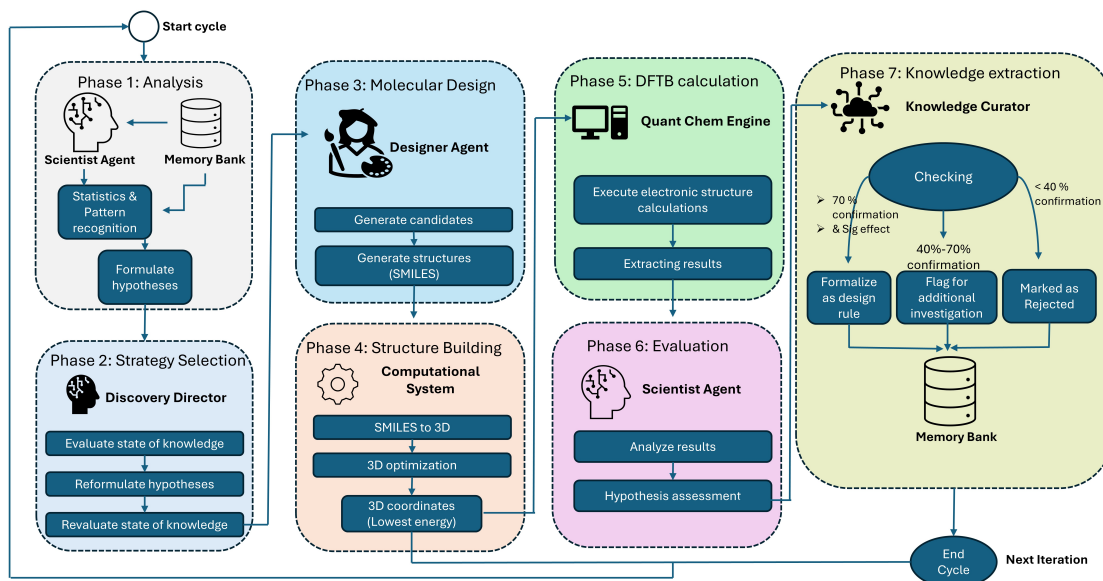 Start cycle
Phase 1: Analysis
Scientist Agent
Memory Bank
Statistics &
Pattern
recognition
Formulate
hypotheses
Phase 2: Strategy Selection
Discovery Director
Evaluate state of knowledge
Reformulate hypotheses
Revaluate state of knowledge
Phase 3: Molecular Design
Designer Agent
Generate candidates
Generate structures
(SMILES)
Phase 4: Structure Building
Computational
System
SMILES to 3D
3D optimization
3D coordinates
(Lowest energy)
Phase 5: DFTB calculation
Quant Chem Engine
Execute electronic structure
calculations
Extracting results
Phase 6: Evaluation
Scientist Agent
Analyze results
Hypothesis assessment
Phase 7: Knowledge extraction
Knowledge Curator
Checking
➢ 70 %
confirmation
➢ & Sig effect
40%-70%
confirmation
< 40 %
confirmation
Formalize
as design
rule
Flag for
additional
investigation
Marked as
Rejected
Memory Bank
End
Cycle
Next Iteration